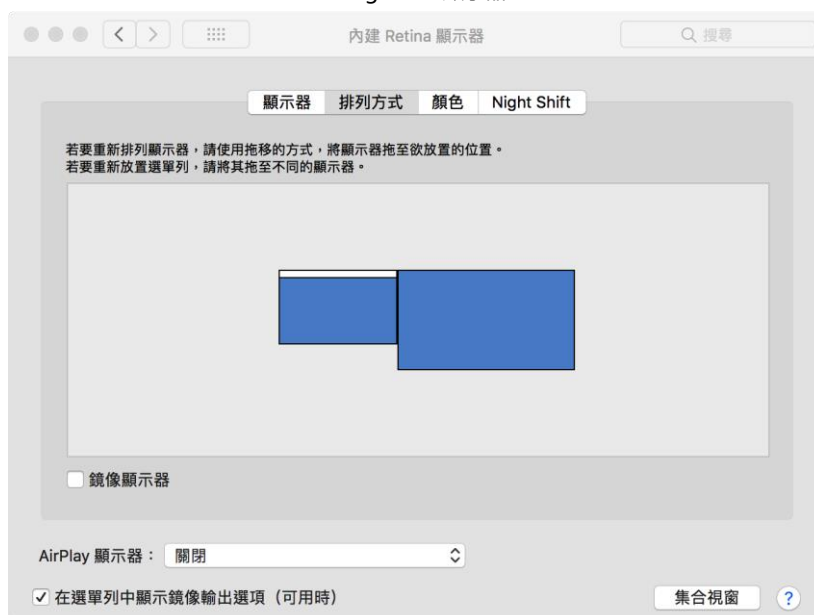 內建 Retina 顯示器
搜尋
顯示器 排列方式 顏色 Night Shift
若要重新排列顯示器，請使用拖移的方式，將顯示器拖至欲放置的位置。
若要重新放置選單列，請將其拖至不同的顯示器。
鏡像顯示器
AirPlay 顯示器： 關閉
在選單列中顯示鏡像輸出選項（可用時）
集合視窗 ?